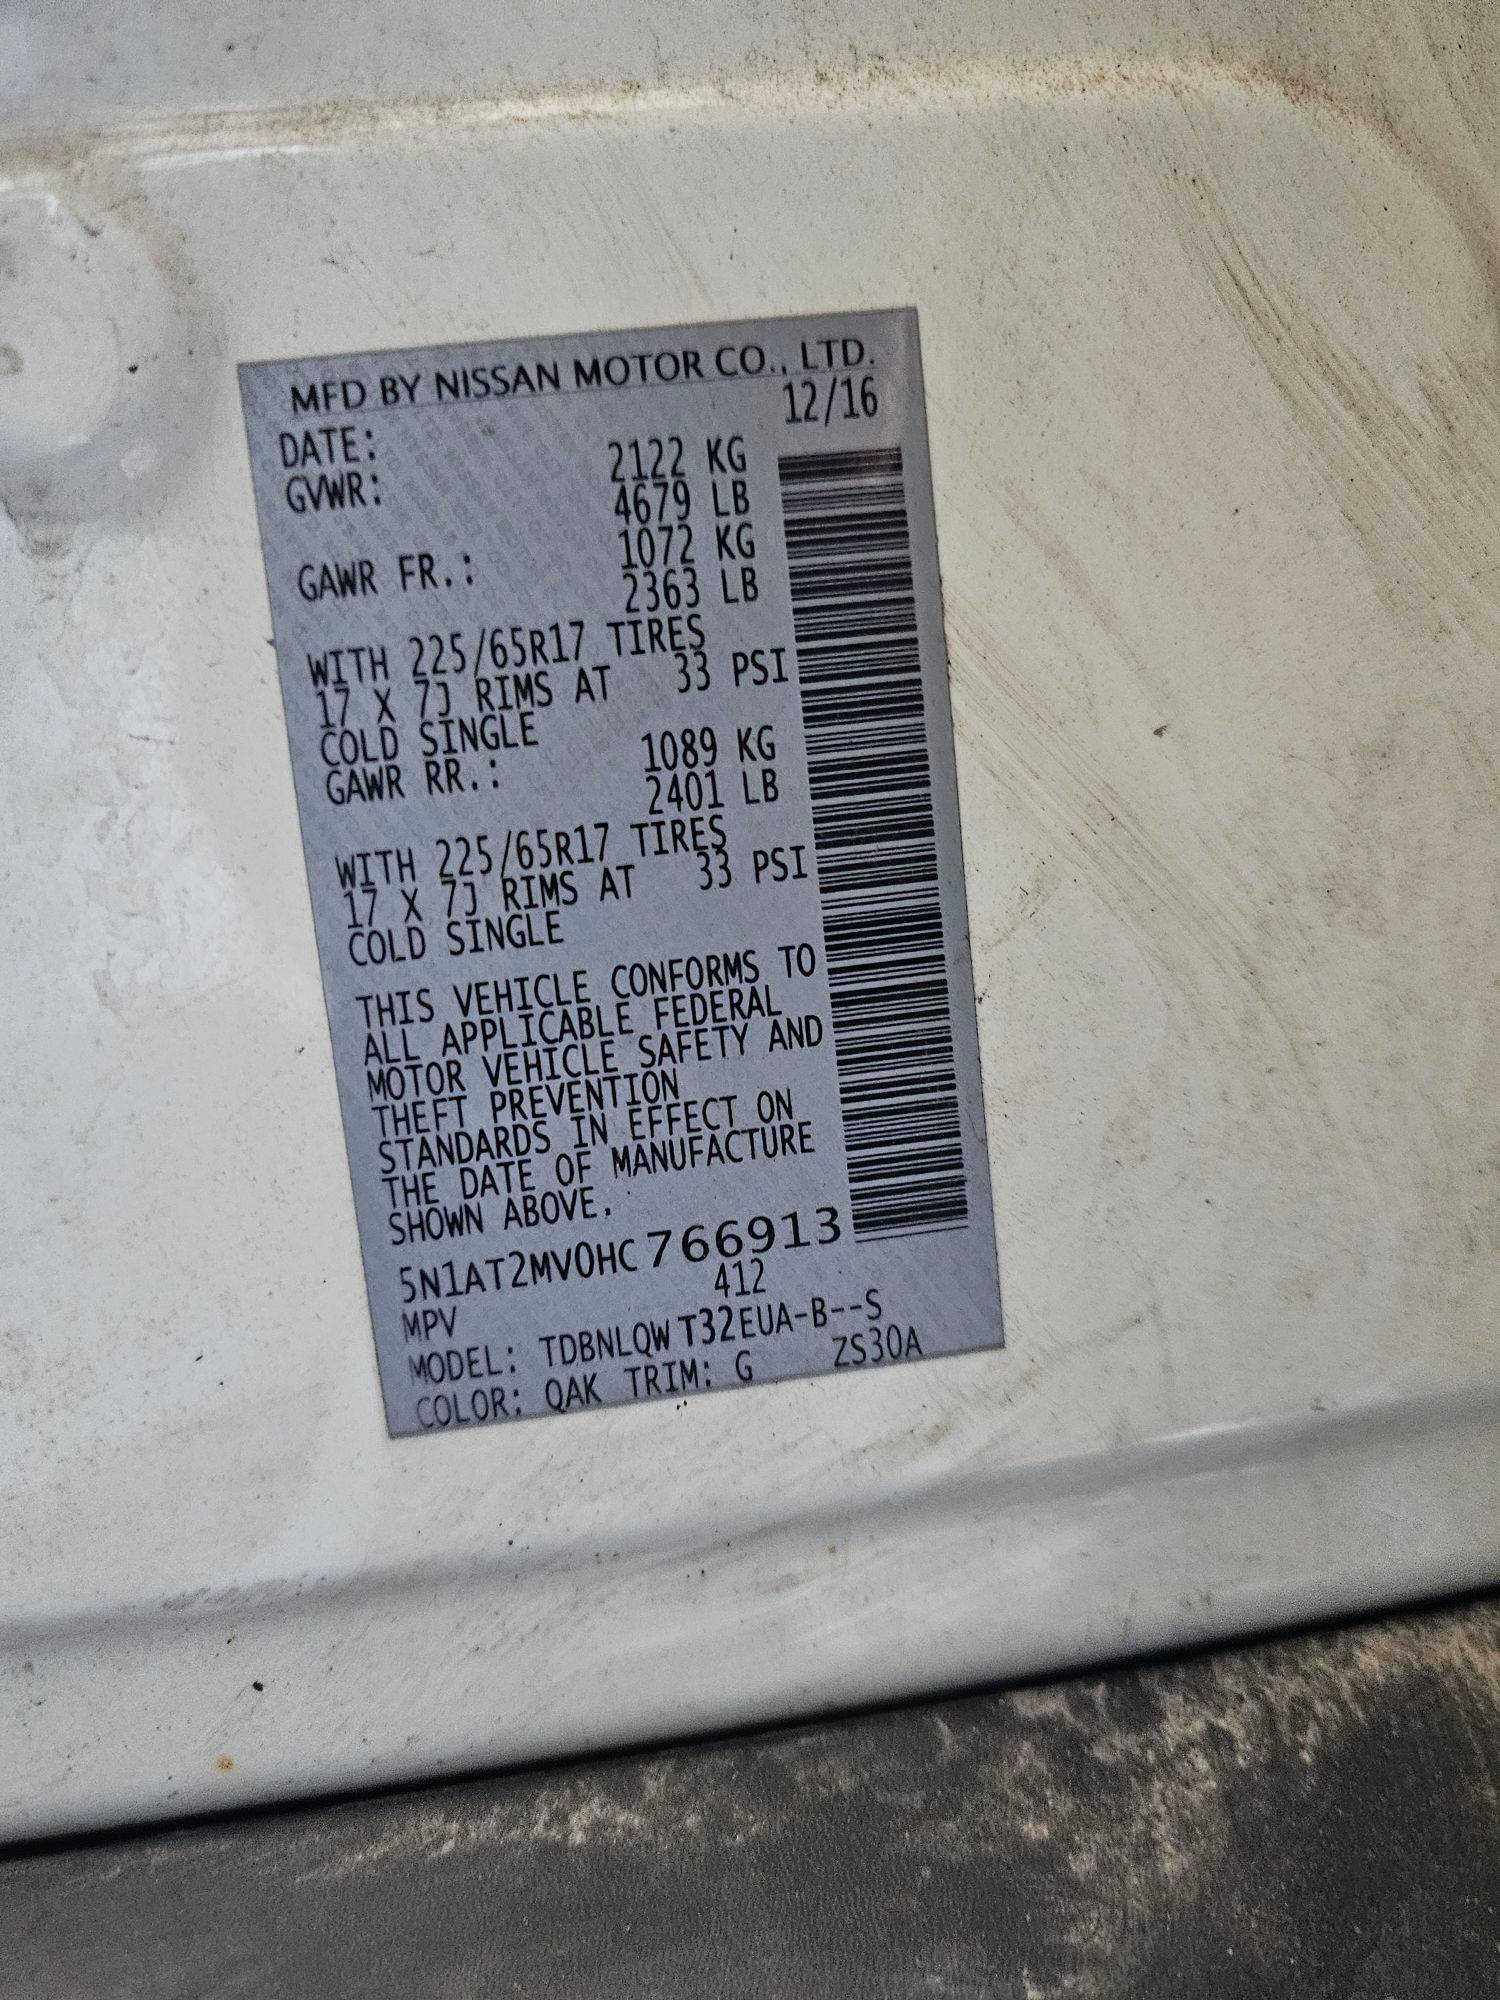 MFD BY NISSAN MOTOR CO., LTD.
DATE: 12/16
GVWR: 2122 KG
4679 LB
GAWR FR.: 1072 KG
2363 LB
WITH 225/65R17 TIRES
17 X 7J RIMS AT 33 PSI
COLD SINGLE
GAWR RR.: 1089 KG
2401 LB
WITH 225/65R17 TIRES
17 X 7J RIMS AT 33 PSI
COLD SINGLE
THIS VEHICLE CONFORMS TO
ALL APPLICABLE FEDERAL
MOTOR VEHICLE SAFETY AND
THEFT PREVENTION
STANDARDS IN EFFECT ON
THE DATE OF MANUFACTURE
SHOWN ABOVE.
5N1AT2MV0HC766913
MPV 412
MODEL: TDBNLQWT32EUA-B--S
COLOR: QAK TRIM: G ZS30A